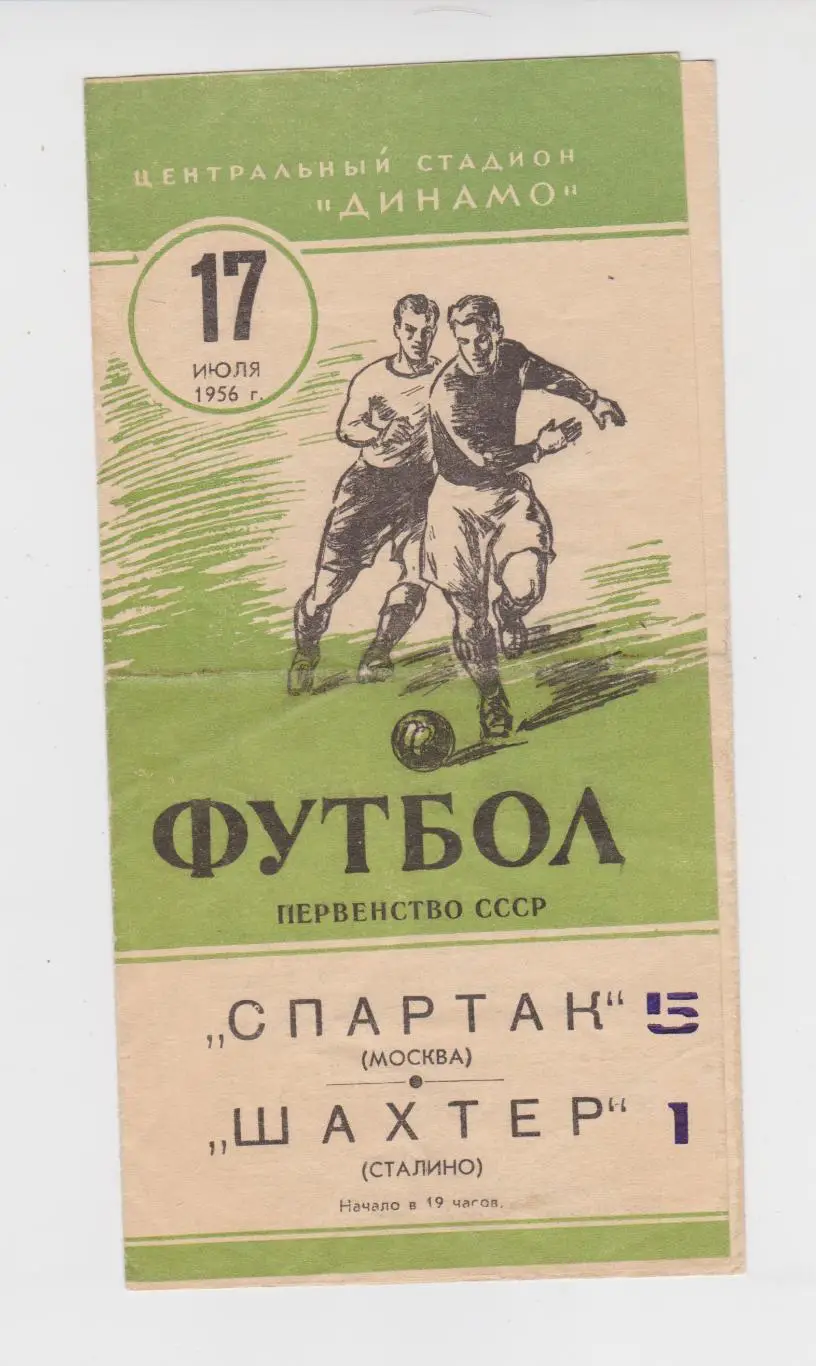 ЦЕНТРАЛЬНЫЙ СТАДИОН
"ДИНАМО"
17
ИЮЛЯ
1956 г.
ФУТБОЛ
ПЕРВЕНСТВО СССР
„СПАРТАК“ 5
(МОСКВА)
„ШАХТЕР“ 1
(СТАЛИНО)
Начало в 19 часов.